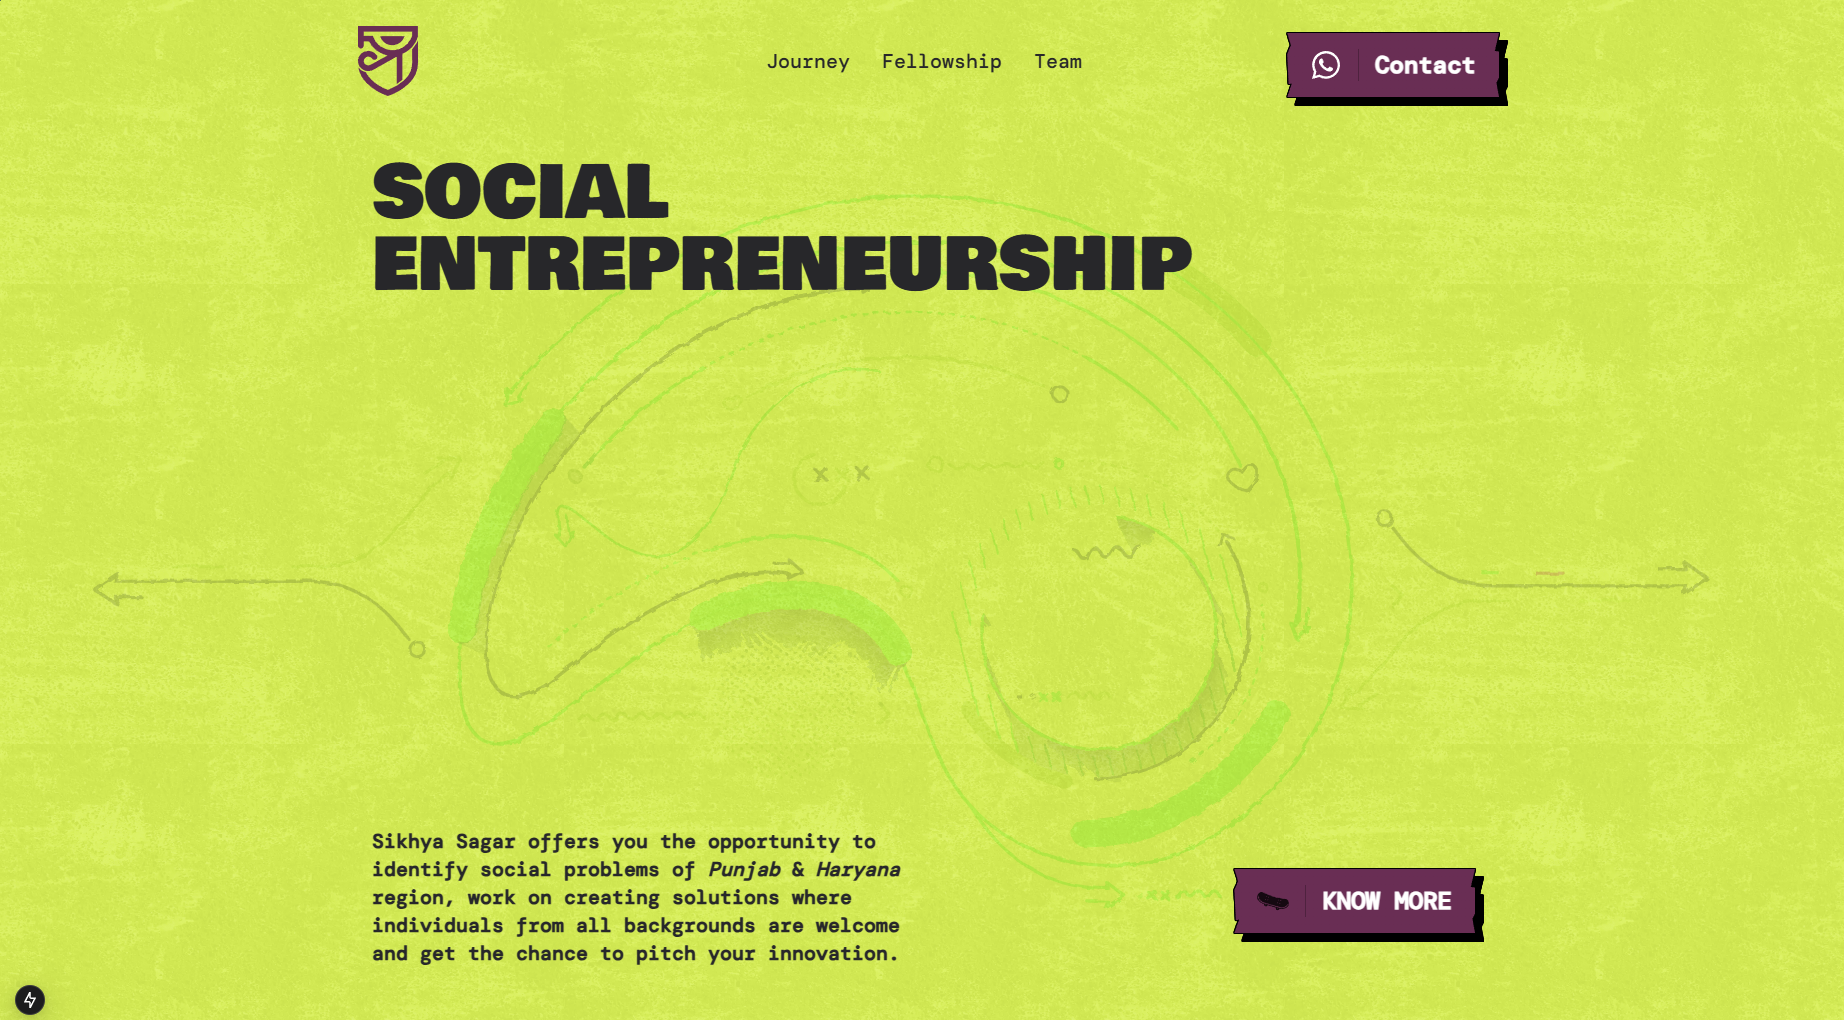 Journey Fellowship Team
Contact
SOCIAL
ENTREPRENEURSHIP
Sikhya Sagar offers you the opportunity to
identify social problems of Punjab & Haryana
region, work on creating solutions where
individuals from all backgrounds are welcome
and get the chance to pitch your innovation.
KNOW MORE